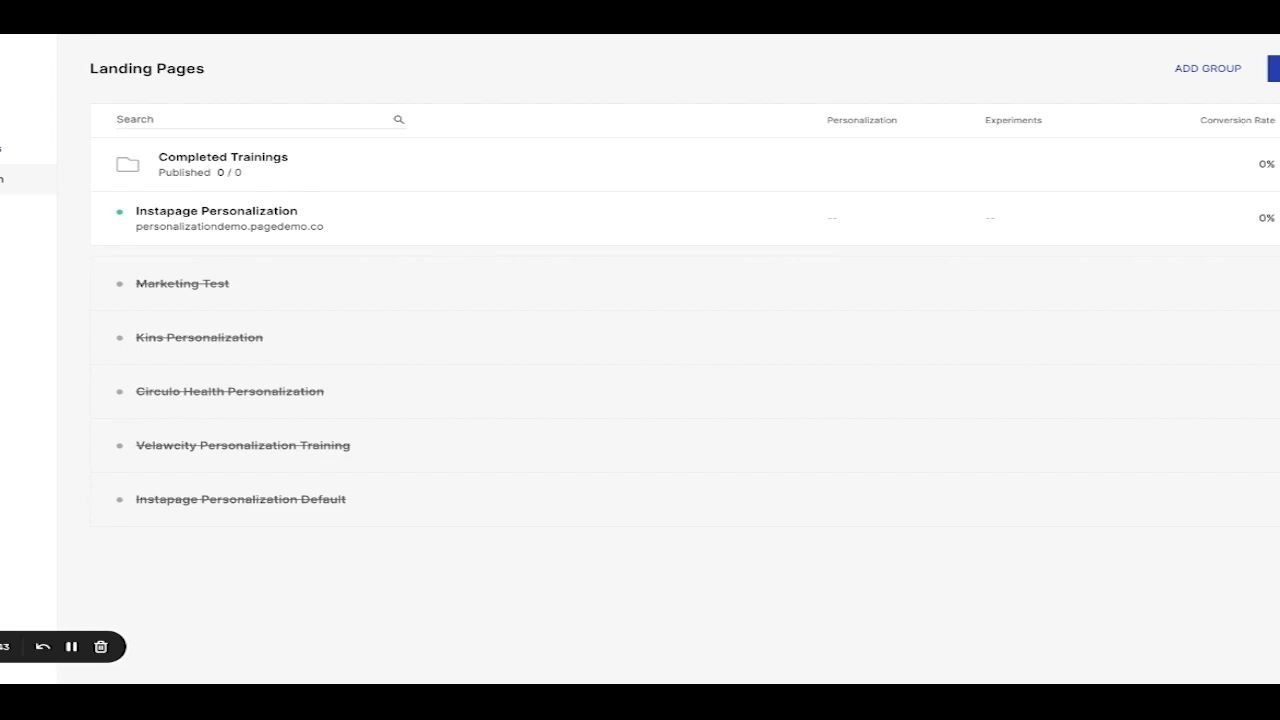 Landing Pages
ADD GROUP
Search
Personalization
Experiments
Conversion Rate
Completed Trainings
Published 0 / 0
0%
Instapage Personalization
personalizationdemo.pagedemo.co
--
--
0%
Marketing Test
Kins Personalization
Circulo Health Personalization
Velawcity Personalization Training
Instapage Personalization Default